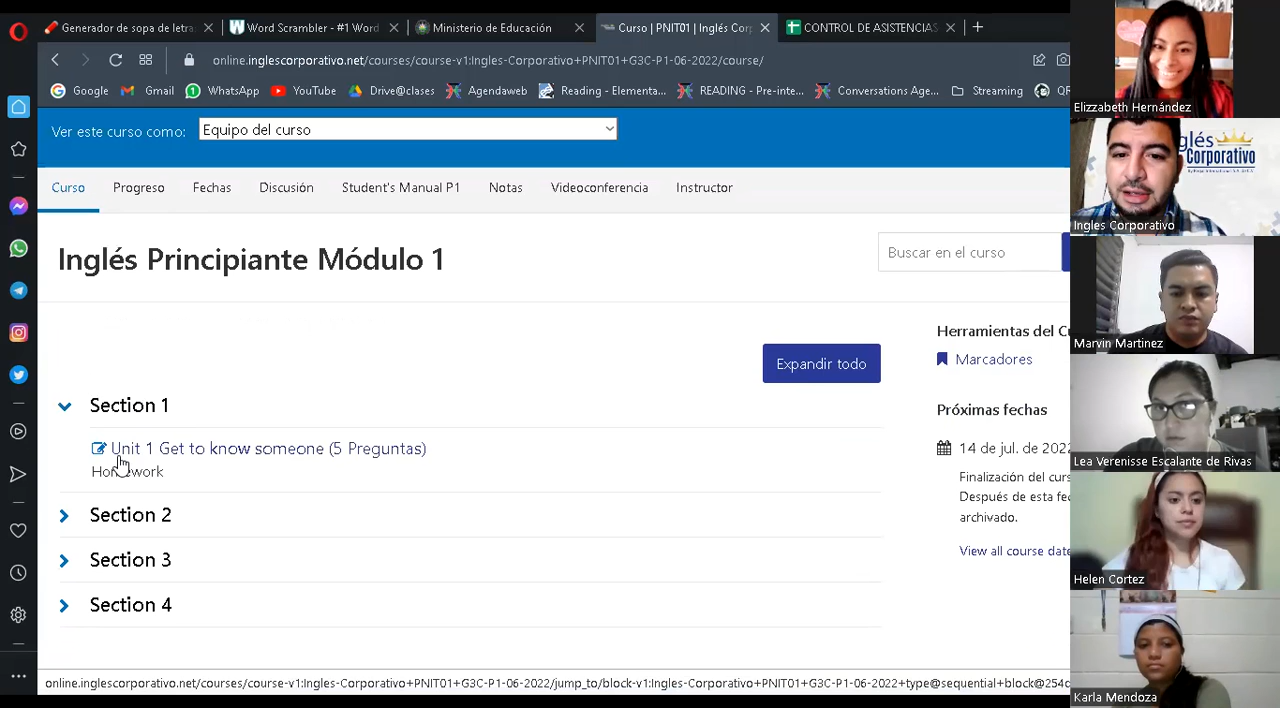 Generador de sopa de letra
Word Scrambler - #1 Word
Ministerio de Educación
Curso | PNIT01 | Inglés Corp
CONTROL DE ASISTENCIAS
online.inglescorporativo.net/courses/course-v1:Ingles-Corporativo+PNIT01+G3C-P1-06-2022/course/
Google
Gmail
WhatsApp
YouTube
Drive@clases
Agendaweb
Reading - Elementa...
READING - Pre-inte...
Conversations Age...
Streaming
QR
Ver este curso como:
Equipo del curso
Curso
Progreso
Fechas
Discusión
Student's Manual P1
Notas
Videoconferencia
Instructor
Inglés Principiante Módulo 1
Buscar en el curso
Herramientas del C
Marcadores
Expandir todo
Próximas fechas
Section 1
Unit 1 Get to know someone (5 Preguntas)
Homework
14 de jul. de 2022
Finalización del curs
Después de esta fec
archivado.
View all course date
Section 2
Section 3
Section 4
online.inglescorporativo.net/courses/course-v1:Ingles-Corporativo+PNIT01+G3C-P1-06-2022/jump_to/block-v1:Ingles-Corporativo+PNIT01+G3C-P1-06-2022+type@sequential+block@254c
Elizzabeth Hernández
glés
Corporativo
Ingles Corporativo
Marvin Martinez
Lea Verenisse Escalante de Rivas
Helen Cortez
Karla Mendoza